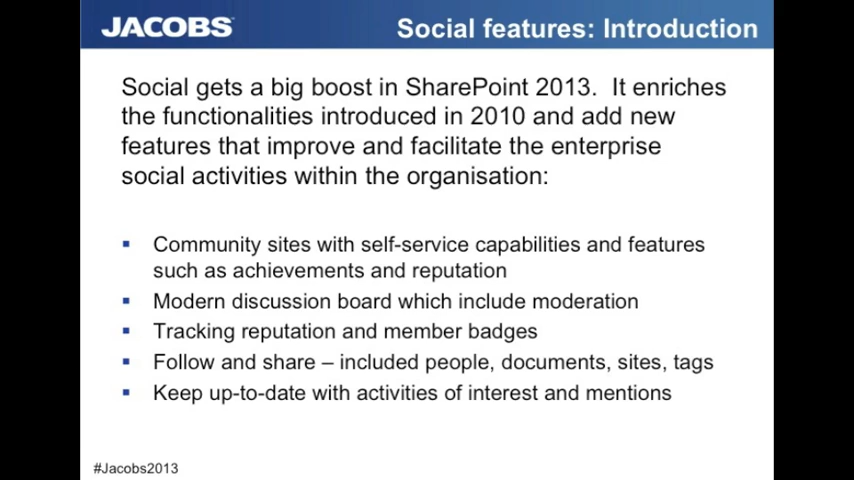 JACOBS
Social features: Introduction
Social gets a big boost in SharePoint 2013.  It enriches
the functionalities introduced in 2010 and add new
features that improve and facilitate the enterprise
social activities within the organisation:
▪ Community sites with self-service capabilities and features
such as achievements and reputation
▪ Modern discussion board which include moderation
▪ Tracking reputation and member badges
▪ Follow and share – included people, documents, sites, tags
▪ Keep up-to-date with activities of interest and mentions
#Jacobs2013